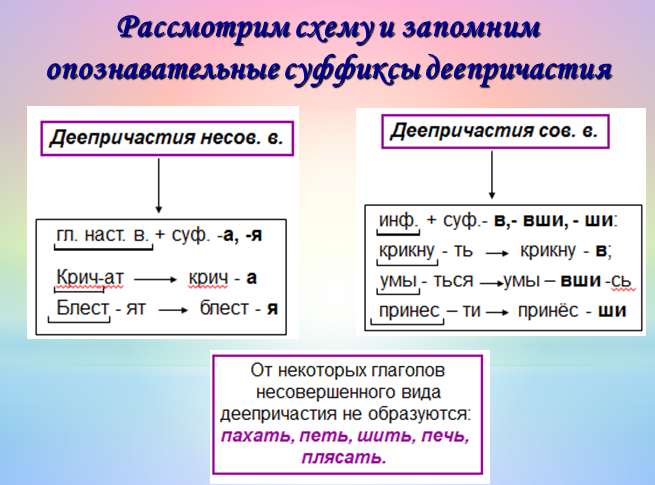 Рассмотрим схему и запомним
опознавательные суффиксы деепричастия
Деепричастия несов. в.
гл. наст. в. + суф. -а, -я
Крич-ат → крич - а
Блест - ят → блест - я
Деепричастия сов. в.
инф. + суф.- в,- вши, - ши:
крикну - ть → крикну - в;
умы - ться → умы – вши -сь
принес – ти → принёс - ши
От некоторых глаголов
несовершенного вида
деепричастия не образуются:
пахать, петь, шить, печь,
плясать.